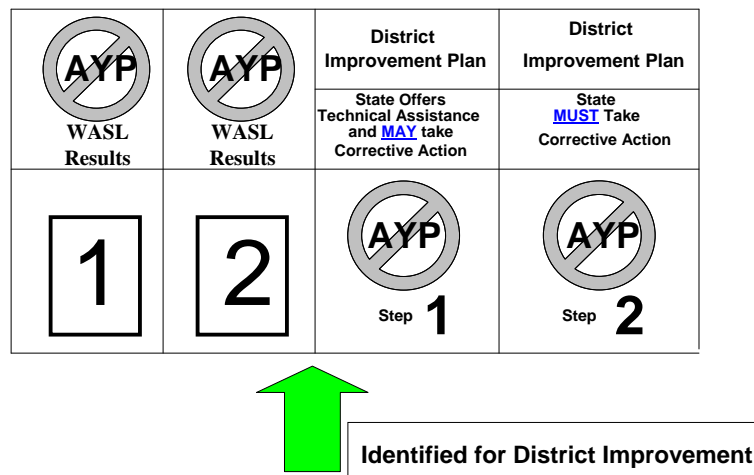 AYP
WASL
Results
AYP
WASL
Results
District
Improvement Plan
State Offers
Technical Assistance
and MAY take
Corrective Action
District
Improvement Plan
State
MUST Take
Corrective Action
1
2
AYP
Step 1
AYP
Step 2
Identified for District Improvement